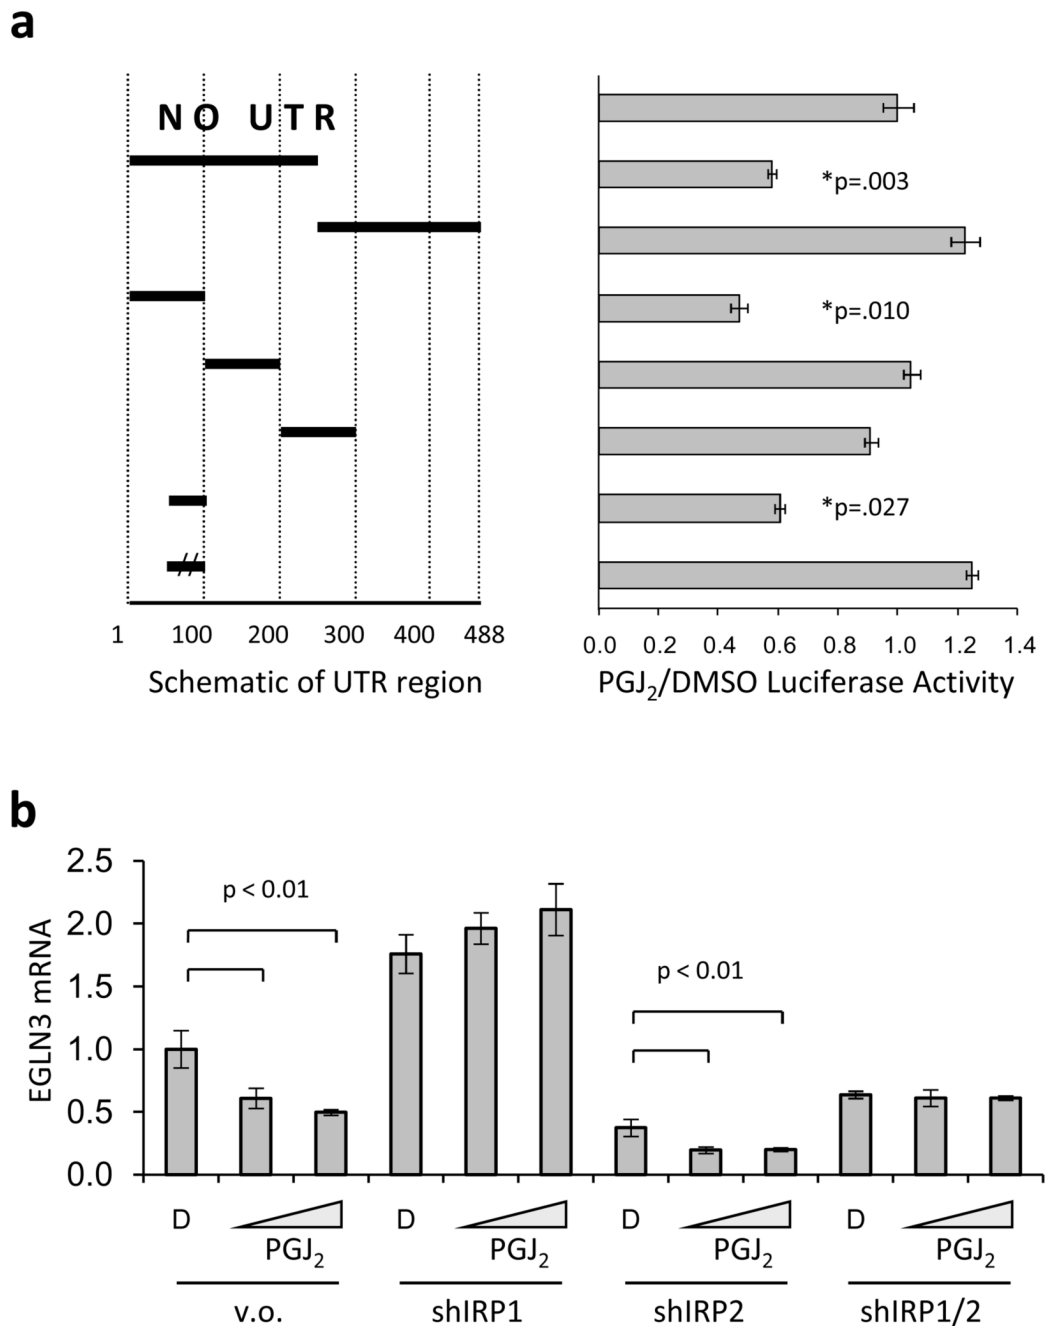 a
NO UTR
*p=.003
*p=.010
*p=.027
1 100 200 300 400 488
Schematic of UTR region
0.0 0.2 0.4 0.6 0.8 1.0 1.2 1.4
PGJ₂/DMSO Luciferase Activity
b
EGLN3 mRNA
2.5
2.0
1.5
1.0
0.5
0.0
p < 0.01
p < 0.01
D D D D
PGJ₂ PGJ₂ PGJ₂ PGJ₂
v.o. shIRP1 shIRP2 shIRP1/2